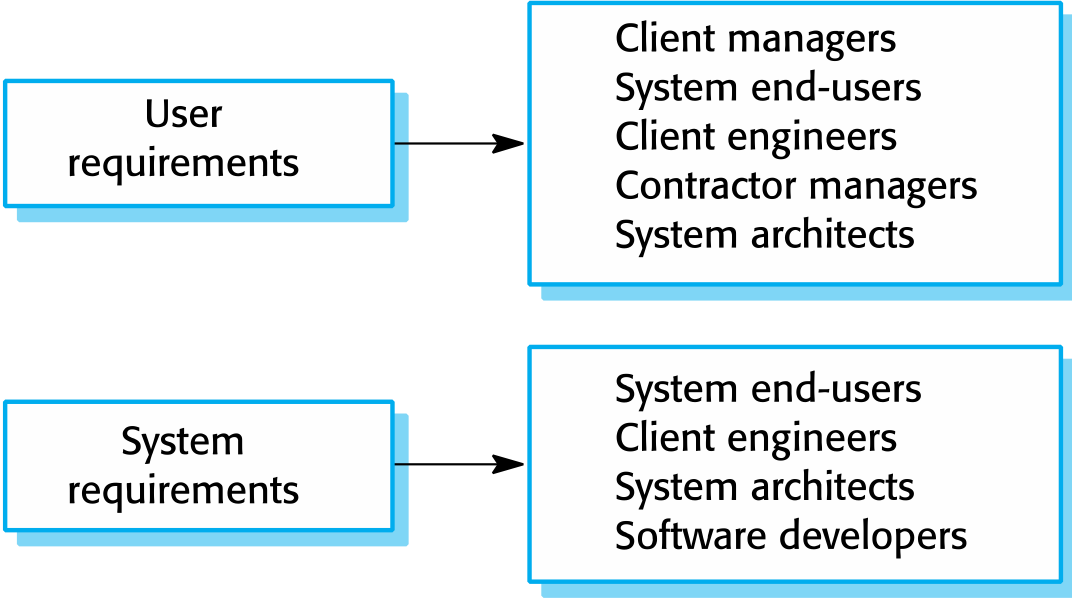 User
requirements
Client managers
System end-users
Client engineers
Contractor managers
System architects
System
requirements
System end-users
Client engineers
System architects
Software developers